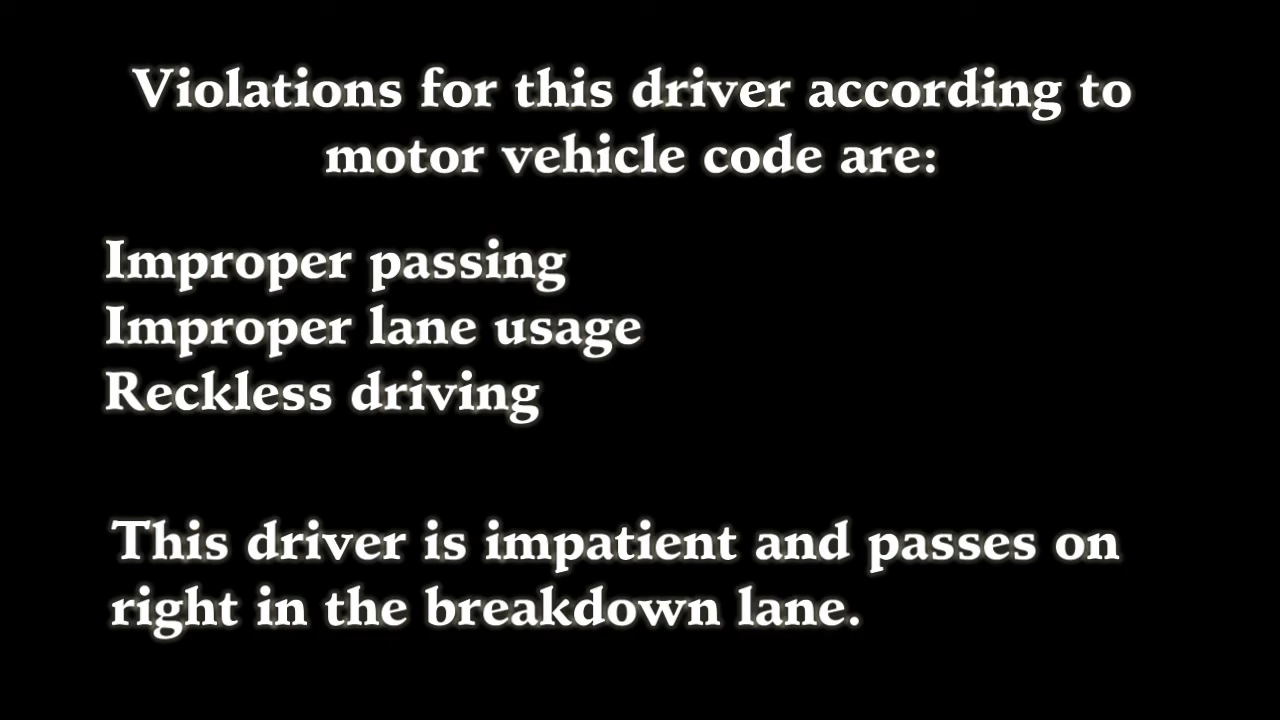 Violations for this driver according to
motor vehicle code are:
Improper passing
Improper lane usage
Reckless driving
This driver is impatient and passes on
right in the breakdown lane.